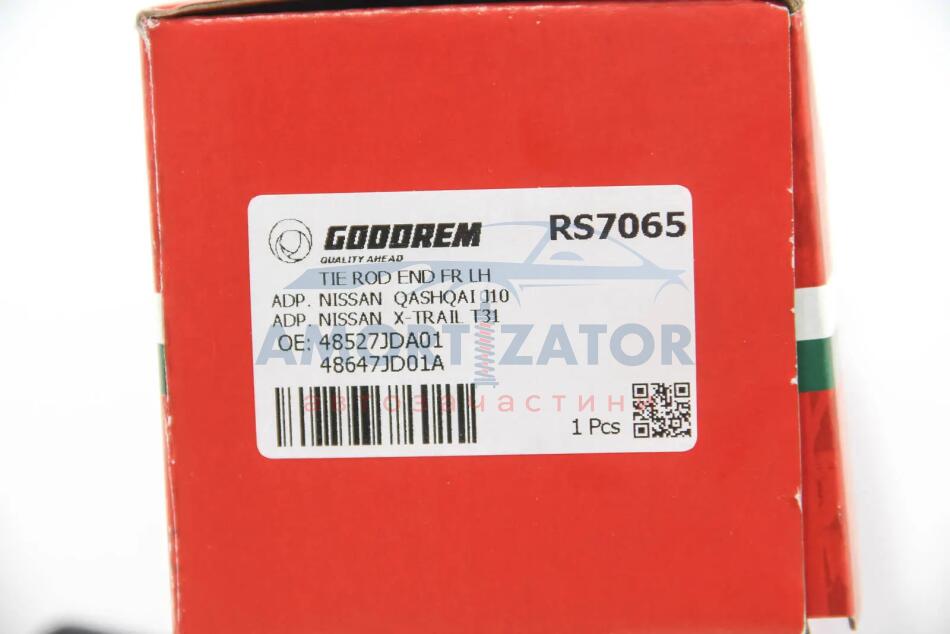 GOODREM
RS7065
QUALITY AHEAD
TIE ROD END FR LH
ADP. NISSAN QASHQAI J10
ADP. NISSAN X-TRAIL T31
OE: 48527JDA01
48647JD01A
AMORTIZATOR
автозачастини
1 Pcs